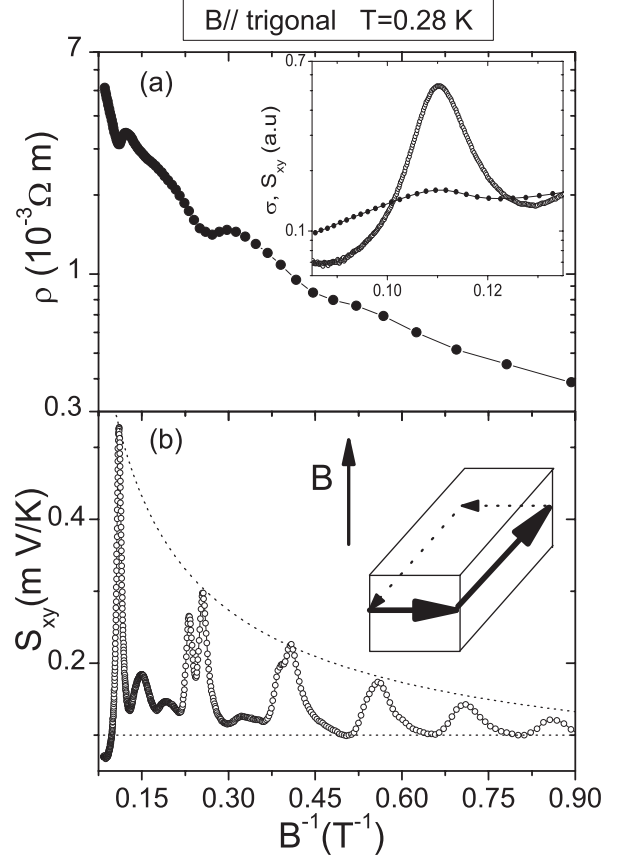 B// trigonal T=0.28 K
7
(a)
0.7
σ, S_xy (a.u)
0.1
0.10 0.12
ρ (10⁻³Ω m)
1
0.3
(b)
B
0.4
S_xy(m V/K)
0.2
0.15 0.30 0.45 0.60 0.75 0.90
B⁻¹(T⁻¹)